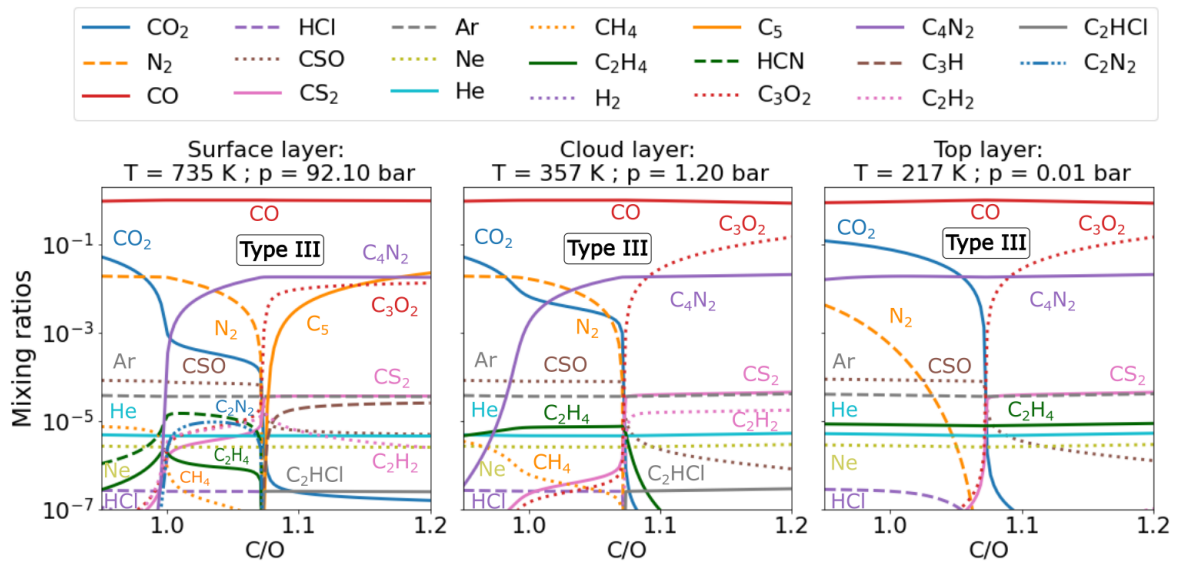 CO₂ HCl Ar CH₄ C₅ C₄N₂ C₂HCl
N₂ CSO Ne C₂H₄ HCN C₃H C₂N₂
CO CS₂ He H₂ C₃O₂ C₂H₂
Surface layer:
T = 735 K ; p = 92.10 bar
Cloud layer:
T = 357 K ; p = 1.20 bar
Top layer:
T = 217 K ; p = 0.01 bar
Mixing ratios
10⁻¹
10⁻³
10⁻⁵
10⁻⁷
CO
CO₂
Type III
C₄N₂
C₃O₂
N₂
C₅
Ar
CSO
CS₂
He
C₂N₂
C₂H₄
C₂H₂
Ne
CH₄
C₂HCl
HCl
1.0 1.1 1.2
C/O
CO
C₃O₂
CO₂
Type III
C₄N₂
N₂
Ar
CSO
CS₂
He
C₂H₄
C₂H₂
Ne
CH₄
C₂HCl
HCl
1.0 1.1 1.2
C/O
CO
C₃O₂
CO₂
Type III
C₄N₂
N₂
Ar
CSO
CS₂
He
C₂H₄
Ne
HCl
1.0 1.1 1.2
C/O